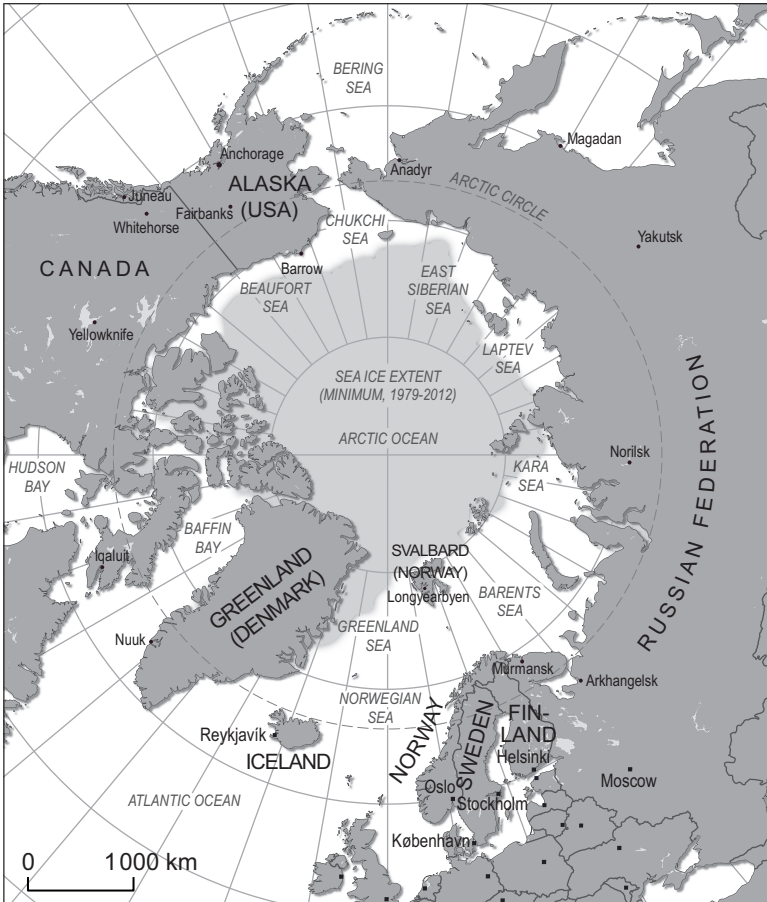 BERING
SEA
Magadan
Anchorage
Anadyr
ALASKA
(USA)
ARCTIC CIRCLE
Juneau
Fairbanks
Whitehorse
CHUKCHI
SEA
Yakutsk
CANADA
Barrow
BEAUFORT
SEA
EAST
SIBERIAN
SEA
Yellowknife
LAPTEV
SEA
SEA ICE EXTENT
(MINIMUM, 1979-2012)
ARCTIC OCEAN
HUDSON
BAY
KARA
SEA
Norilsk
RUSSIAN FEDERATION
BAFFIN
BAY
Iqaluit
GREENLAND
(DENMARK)
SVALBARD
(NORWAY)
Longyearbyen
BARENTS
SEA
Nuuk
GREENLAND
SEA
Murmansk
Arkhangelsk
NORWEGIAN
SEA
Reykjavík
ICELAND
NORWAY
SWEDEN
FIN-
LAND
Helsinki
Moscow
Oslo
Stockholm
ATLANTIC OCEAN
København
0 1000 km